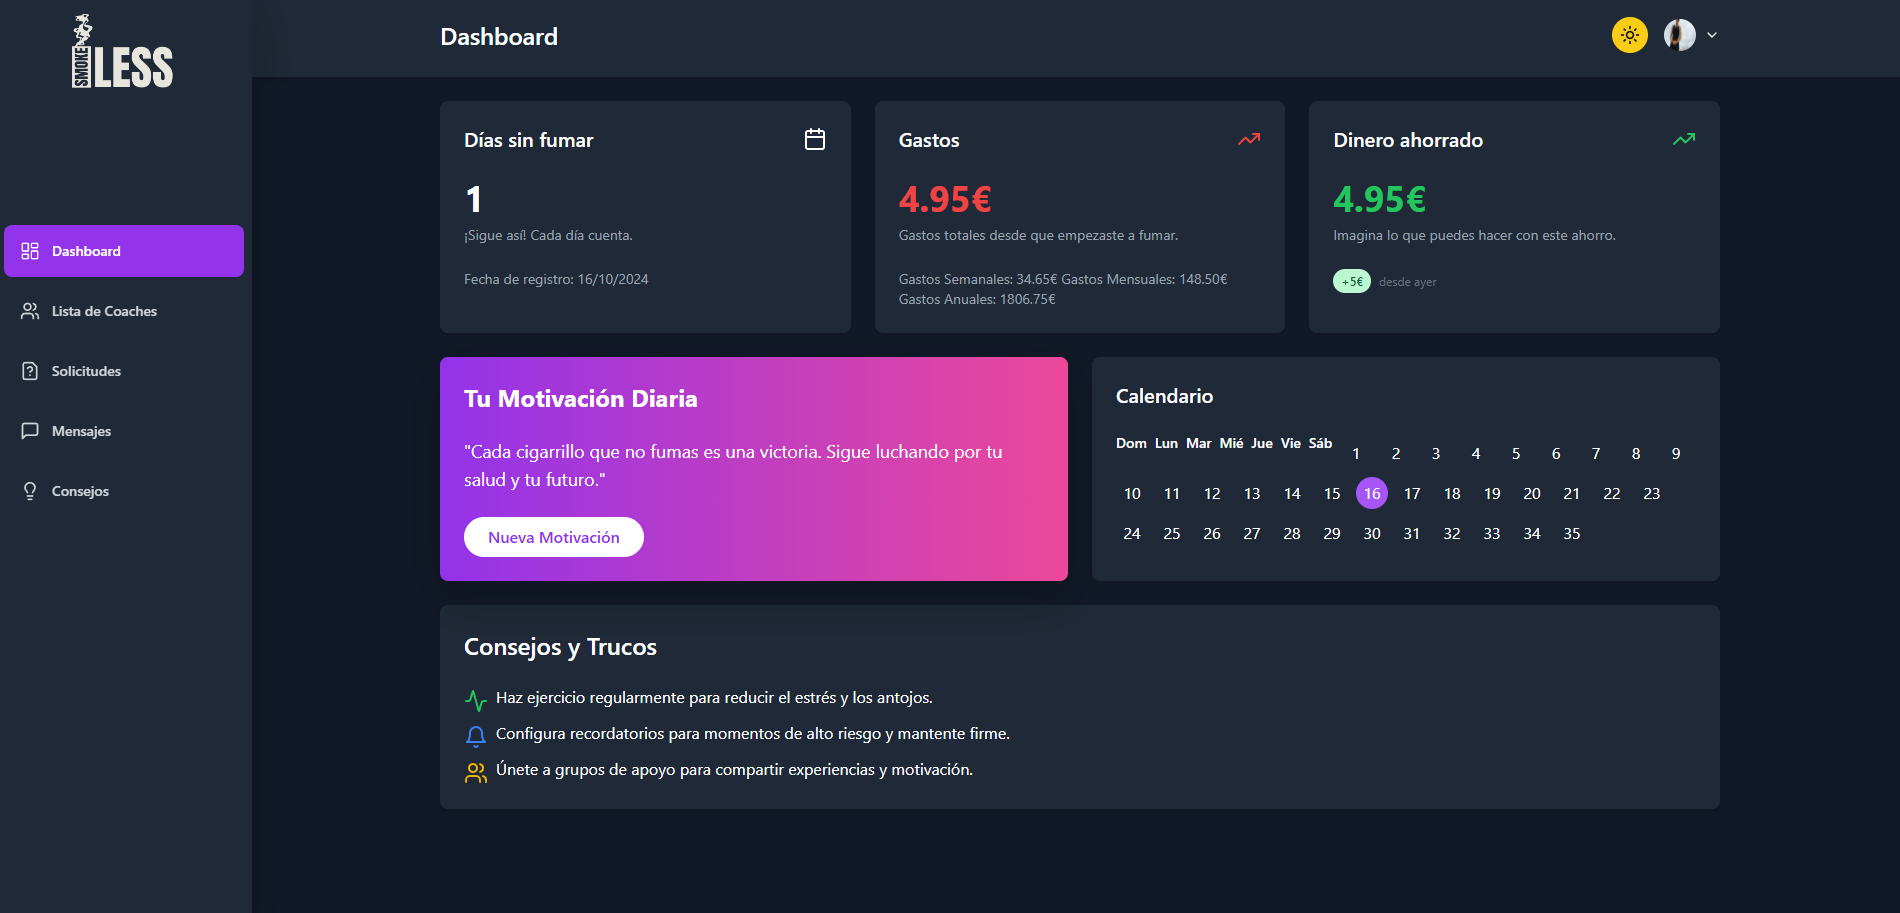 SMOKE
LESS
Dashboard
Dashboard
Lista de Coaches
Solicitudes
Mensajes
Consejos
Días sin fumar
1
¡Sigue así! Cada día cuenta.
Fecha de registro: 16/10/2024
Gastos
4.95€
Gastos totales desde que empezaste a fumar.
Gastos Semanales: 34.65€ Gastos Mensuales: 148.50€
Gastos Anuales: 1806.75€
Dinero ahorrado
4.95€
Imagina lo que puedes hacer con este ahorro.
+5€ desde ayer
Tu Motivación Diaria
"Cada cigarrillo que no fumas es una victoria. Sigue luchando por tu
salud y tu futuro."
Nueva Motivación
Calendario
Dom Lun Mar Mié Jue Vie Sáb 1 2 3 4 5 6 7 8 9
10 11 12 13 14 15 16 17 18 19 20 21 22 23
24 25 26 27 28 29 30 31 32 33 34 35
Consejos y Trucos
Haz ejercicio regularmente para reducir el estrés y los antojos.
Configura recordatorios para momentos de alto riesgo y mantente firme.
Únete a grupos de apoyo para compartir experiencias y motivación.